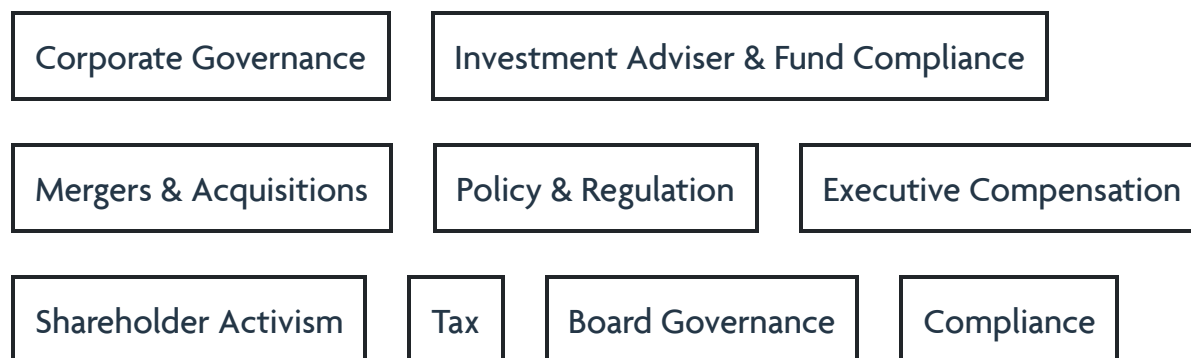 Corporate Governance Investment Adviser & Fund Compliance
Mergers & Acquisitions Policy & Regulation Executive Compensation
Shareholder Activism Tax Board Governance Compliance